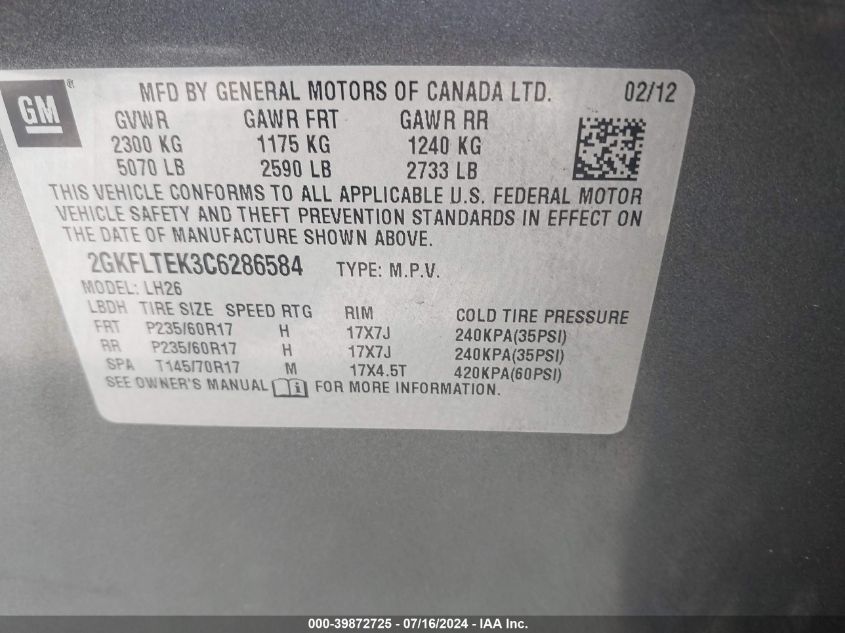 GM®
MFD BY GENERAL MOTORS OF CANADA LTD. 02/12
GVWR GAWR FRT GAWR RR
2300 KG 1175 KG 1240 KG
5070 LB 2590 LB 2733 LB
THIS VEHICLE CONFORMS TO ALL APPLICABLE U.S. FEDERAL MOTOR
VEHICLE SAFETY AND THEFT PREVENTION STANDARDS IN EFFECT ON
THE DATE OF MANUFACTURE SHOWN ABOVE.
2GKFLTEK3C6286584 TYPE: M.P.V.
MODEL: LH26
LBDH TIRE SIZE SPEED RTG RIM COLD TIRE PRESSURE
FRT P235/60R17 H 17X7J 240KPA(35PSI)
RR P235/60R17 H 17X7J 240KPA(35PSI)
SPA T145/70R17 M 17X4.5T 420KPA(60PSI)
SEE OWNER'S MANUAL FOR MORE INFORMATION.
000-39872725 - 07/16/2024 - IAA Inc.